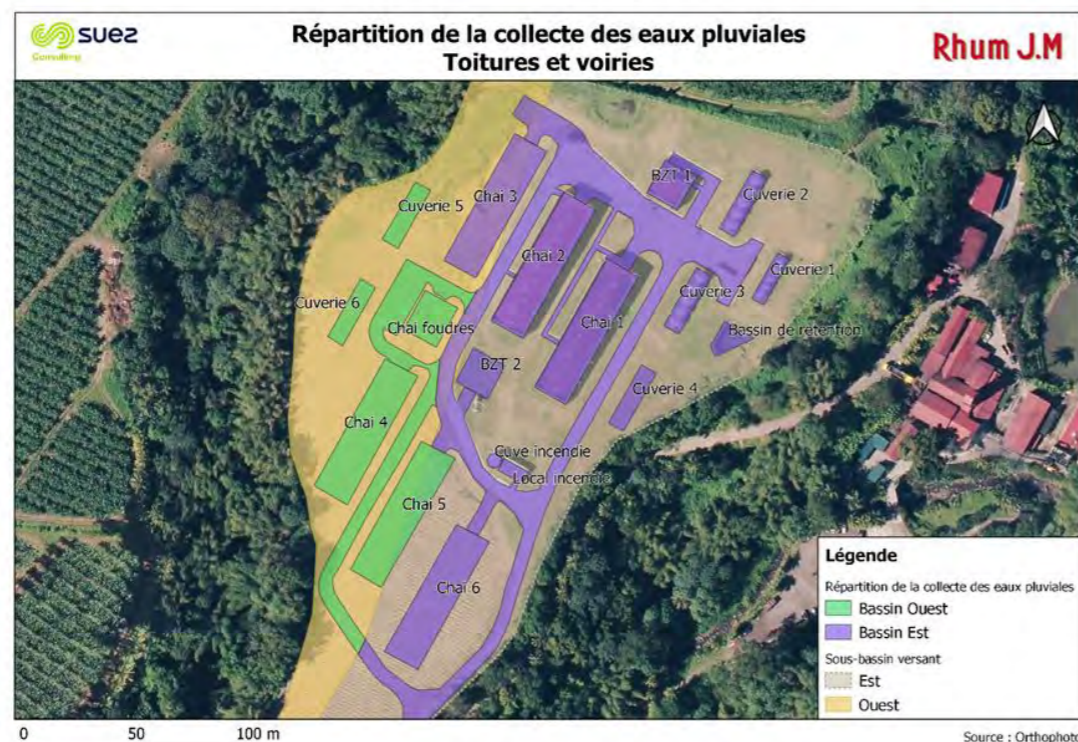 suez
Consulting
Répartition de la collecte des eaux pluviales
Toitures et voiries
Rhum J.M
BZT 1
Cuverie 2
Chai 3
Cuverie 5
Chai 2
Cuverie 1
Cuverie 3
Cuverie 6
Chai foudres
Chai 1
Bassin de rétention
BZT 2
Cuverie 4
Chai 4
Cuve incendie
Local incendie
Chai 5
Chai 6
Légende
Répartition de la collecte des eaux pluviales
Bassin Ouest
Bassin Est
Sous-bassin versant
Est
Ouest
0 50 100 m
Source : Orthophoto